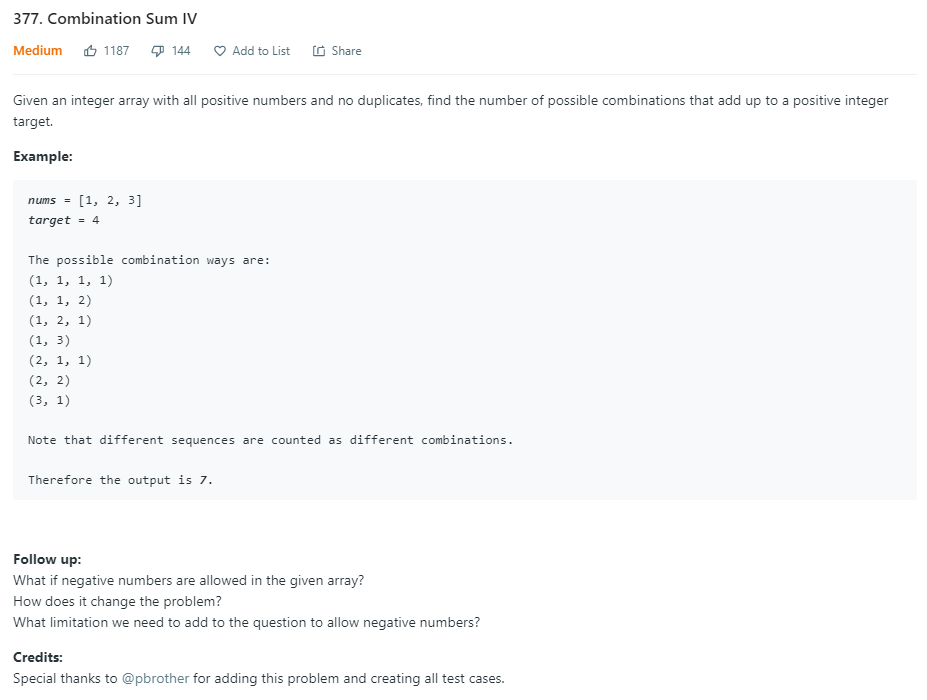 377. Combination Sum IV
Medium 1187 144 Add to List Share
Given an integer array with all positive numbers and no duplicates, find the number of possible combinations that add up to a positive integer
target.
Example:
nums = [1, 2, 3]
target = 4
The possible combination ways are:
(1, 1, 1, 1)
(1, 1, 2)
(1, 2, 1)
(1, 3)
(2, 1, 1)
(2, 2)
(3, 1)
Note that different sequences are counted as different combinations.
Therefore the output is 7.
Follow up:
What if negative numbers are allowed in the given array?
How does it change the problem?
What limitation we need to add to the question to allow negative numbers?
Credits:
Special thanks to @pbrother for adding this problem and creating all test cases.